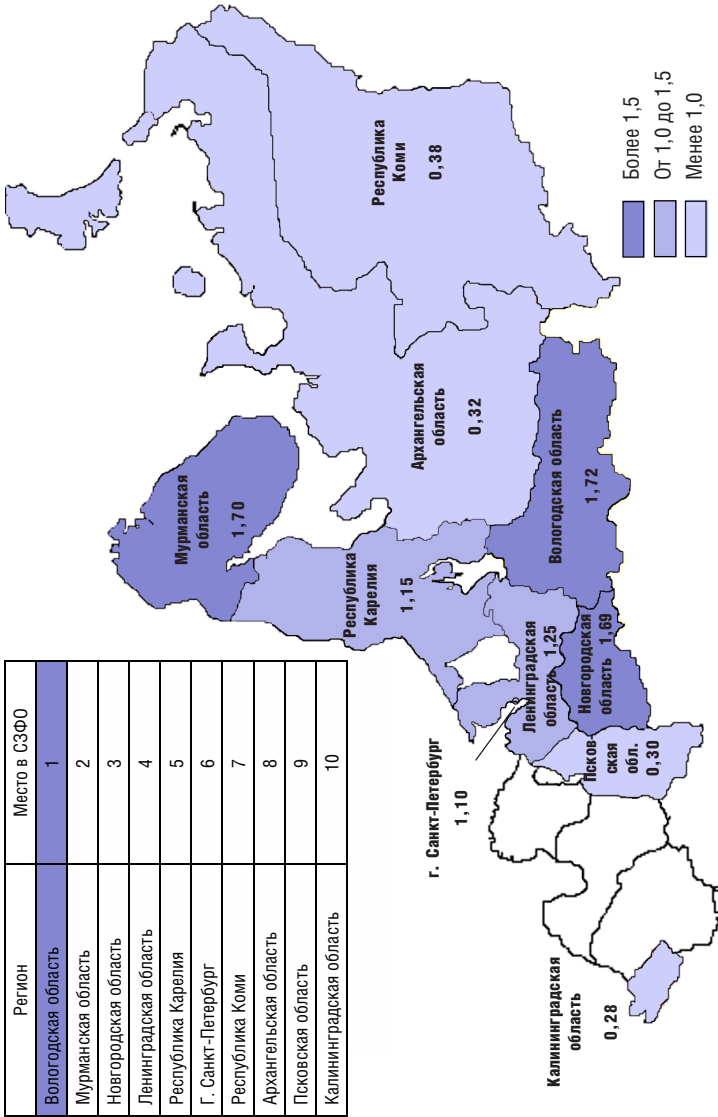 Регион Место в СЗФО
Вологодская область 1
Мурманская область 2
Новгородская область 3
Ленинградская область 4
Республика Карелия 5
Г. Санкт-Петербург 6
Республика Коми 7
Архангельская область 8
Псковская область 9
Калининградская область 10
Мурманская
область
1,70
Республика
Карелия
1,15
г. Санкт-Петербург
1,10
Ленинградская
область 1,25
Новгородская
область 1,69
Псков-
ская
обл.
0,30
Калининградская
область
0,28
Вологодская область
1,72
Архангельская
область
0,32
Республика
Коми
0,38
Более 1,5
От 1,0 до 1,5
Менее 1,0